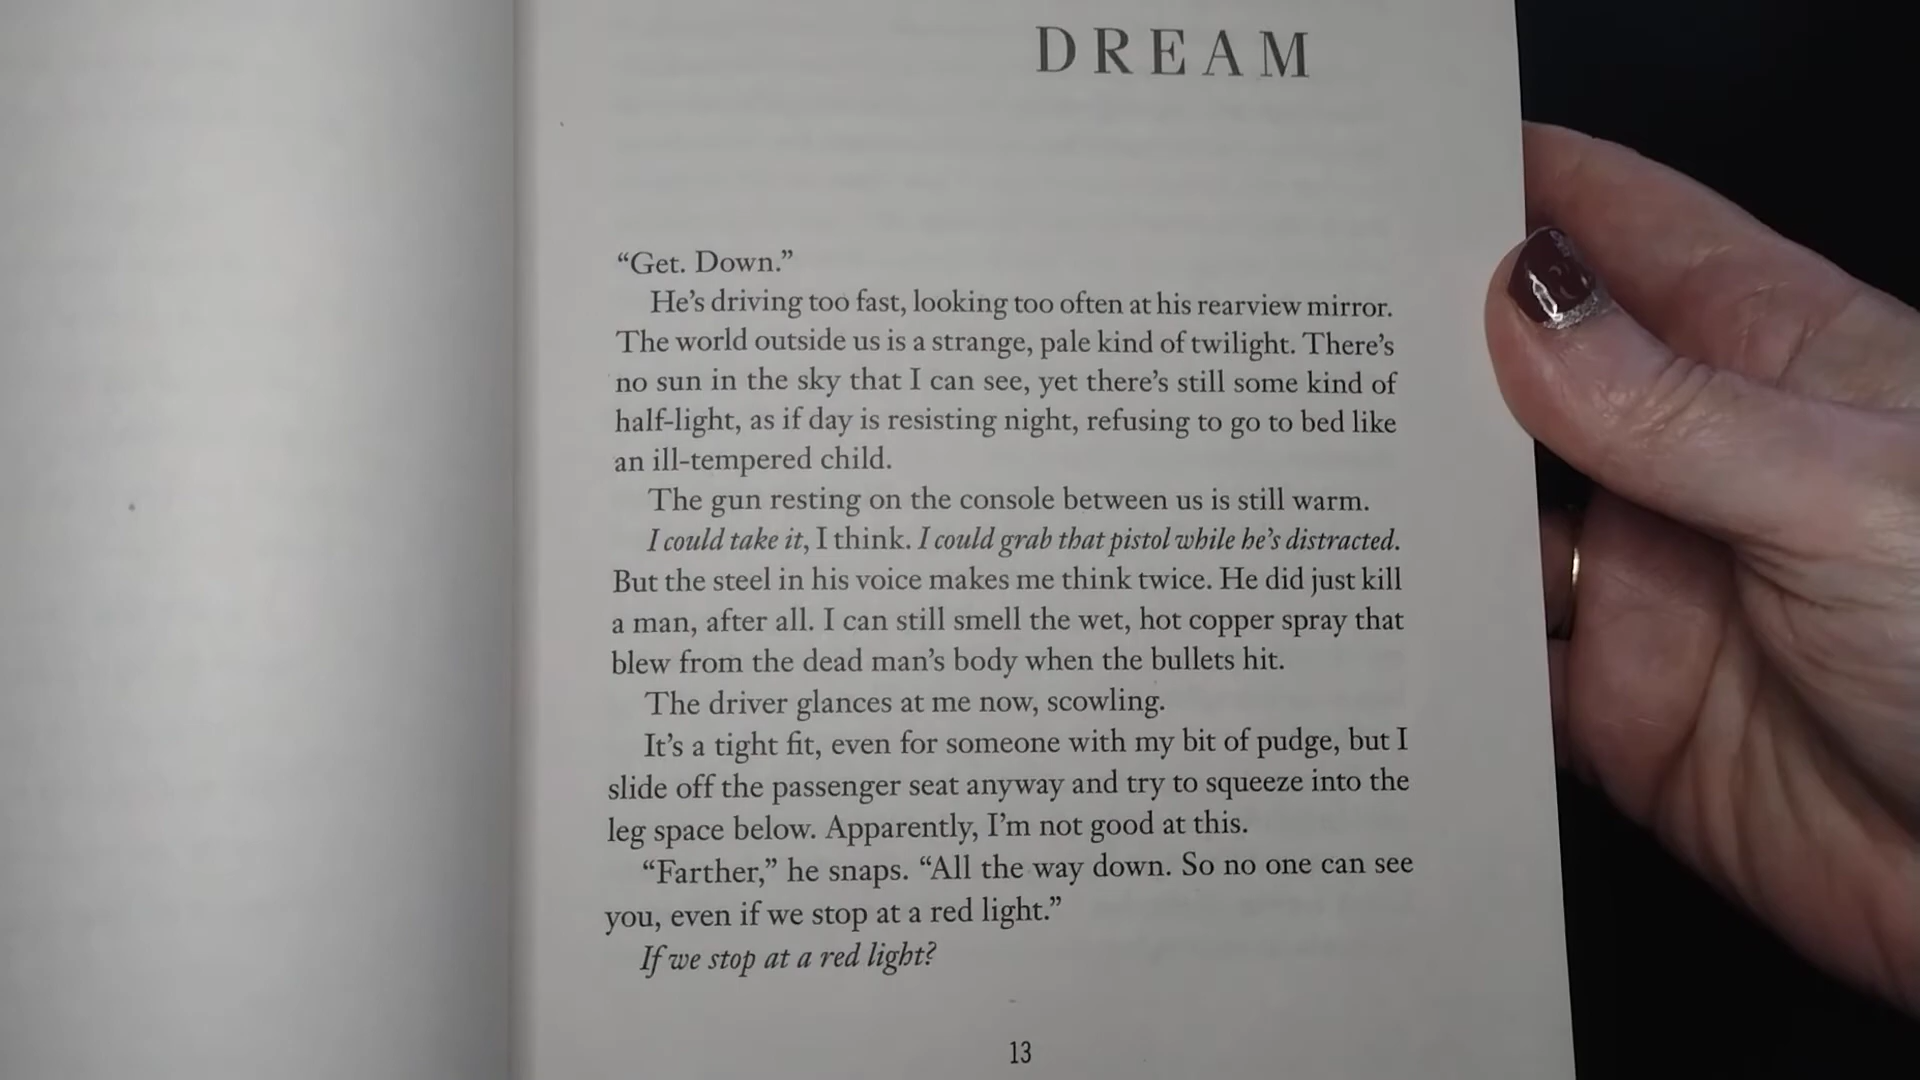 DREAM
“Get. Down.”
He’s driving too fast, looking too often at his rearview mirror.
The world outside us is a strange, pale kind of twilight. There’s
no sun in the sky that I can see, yet there’s still some kind of
half-light, as if day is resisting night, refusing to go to bed like
an ill-tempered child.
The gun resting on the console between us is still warm.
I could take it, I think. I could grab that pistol while he’s distracted.
But the steel in his voice makes me think twice. He did just kill
a man, after all. I can still smell the wet, hot copper spray that
blew from the dead man’s body when the bullets hit.
The driver glances at me now, scowling.
It’s a tight fit, even for someone with my bit of pudge, but I
slide off the passenger seat anyway and try to squeeze into the
leg space below. Apparently, I’m not good at this.
“Farther,” he snaps. “All the way down. So no one can see
you, even if we stop at a red light.”
If we stop at a red light?
13